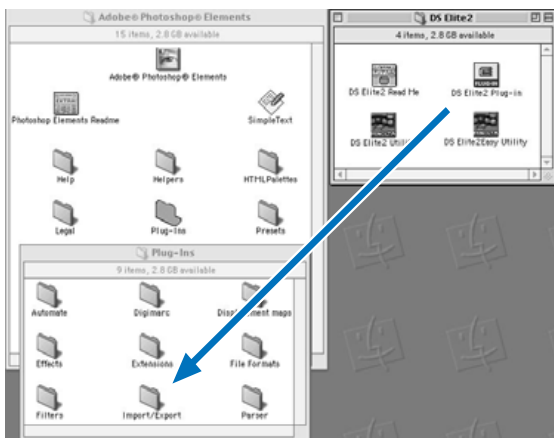 Adobe® Photoshop® Elements
15 items, 2.8 GB available
Adobe® Photoshop® Elements
Photoshop Elements Readme
SimpleText
Help
Helpers
HTMLPalettes
Legal
Plug-Ins
Presets
DS Elite2
4 items, 2.8 GB available
DS Elite2 Read Me
DS Elite2 Plug-in
PLUG-IN
DS Elite2 Utili
DS Elite2Easy Utility
Plug-Ins
9 items, 2.8 GB available
Automate
Digimarc
Displacement maps
Effects
Extensions
File Formats
Filters
Import/Export
Parser